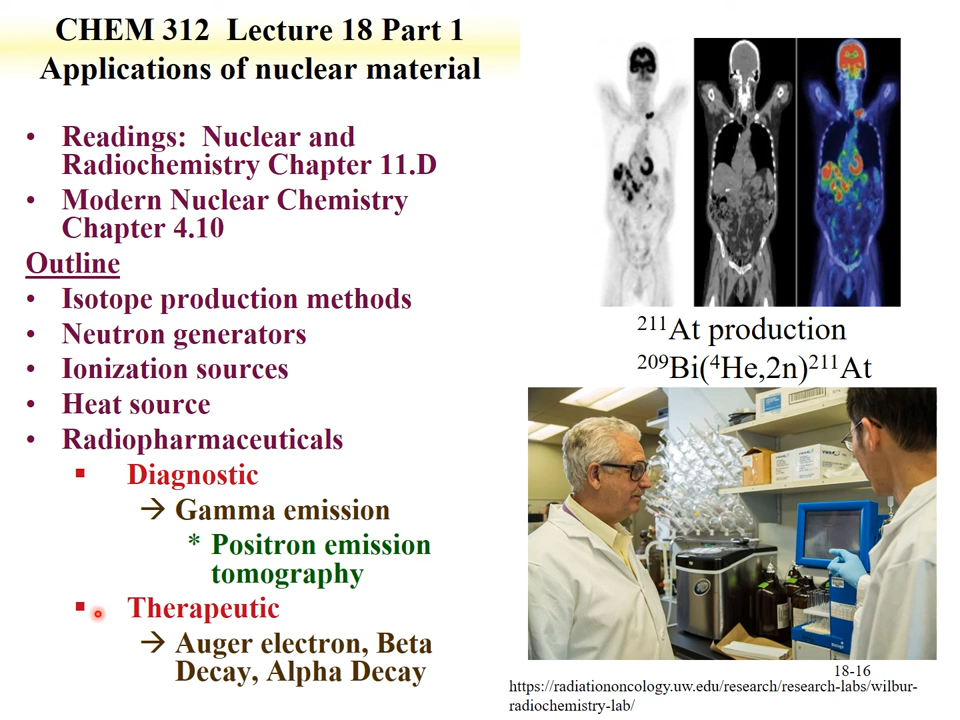 CHEM 312  Lecture 18 Part 1
Applications of nuclear material
• Readings:  Nuclear and
Radiochemistry Chapter 11.D
• Modern Nuclear Chemistry
Chapter 4.10
Outline
• Isotope production methods
• Neutron generators
• Ionization sources
• Heat source
• Radiopharmaceuticals
▪ Diagnostic
→ Gamma emission
* Positron emission
tomography
▪ Therapeutic
→ Auger electron, Beta
Decay, Alpha Decay
²¹¹At production
²⁰⁹Bi(⁴He,2n)²¹¹At
18-16
https://radiationoncology.uw.edu/research/research-labs/wilbur-
radiochemistry-lab/